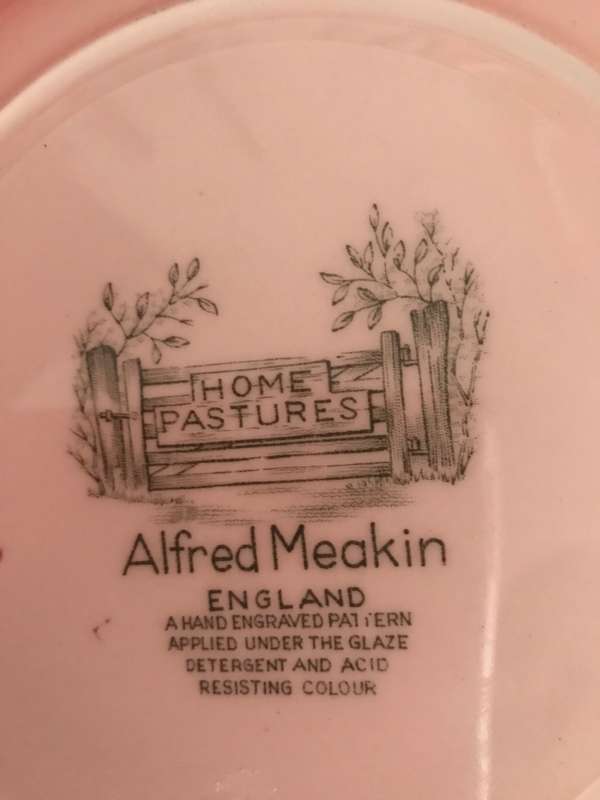 HOME
PASTURES
Alfred Meakin
ENGLAND
A HAND ENGRAVED PATTERN
APPLIED UNDER THE GLAZE
DETERGENT AND ACID
RESISTING COLOUR